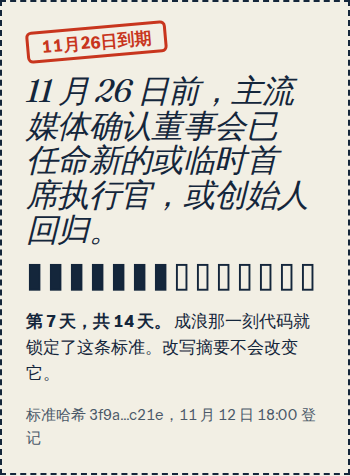 11月26日到期
11 月 26 日前，主流
媒体确认董事会已
任命新的或临时首
席执行官，或创始人
回归。
第 7 天，共 14 天。 成浪那一刻代码就
锁定了这条标准。改写摘要不会改变
它。
标准哈希 3f9a…c21e，11 月 12 日 18:00 登
记